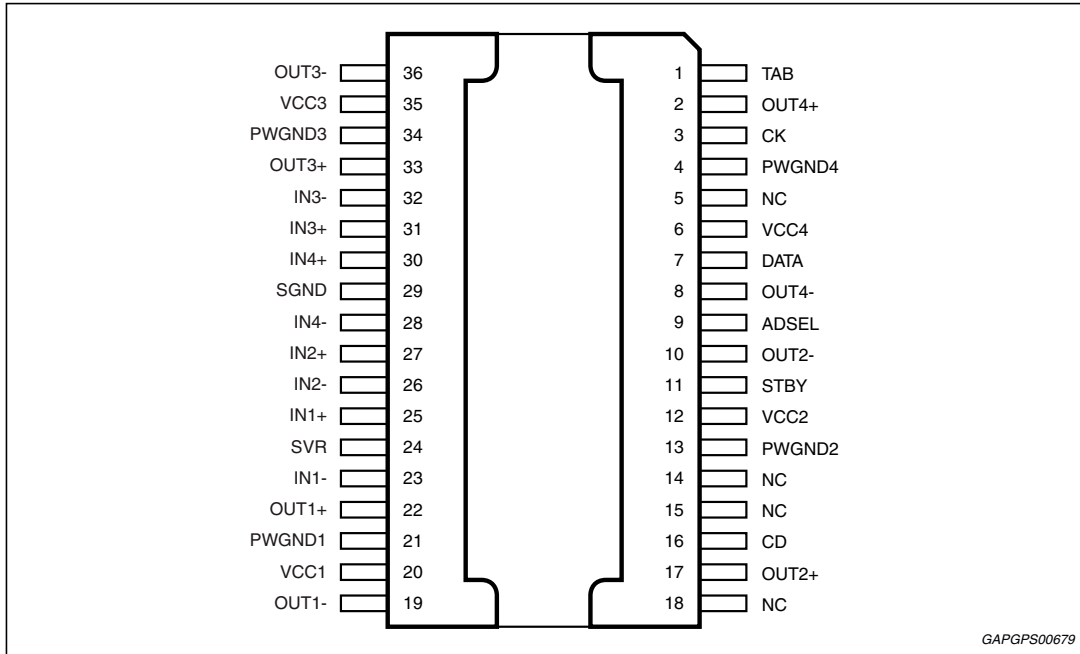 OUT3- 36 1 TAB
VCC3 35 2 OUT4+
PWGND3 34 3 CK
OUT3+ 33 4 PWGND4
IN3- 32 5 NC
IN3+ 31 6 VCC4
IN4+ 30 7 DATA
SGND 29 8 OUT4-
IN4- 28 9 ADSEL
IN2+ 27 10 OUT2-
IN2- 26 11 STBY
IN1+ 25 12 VCC2
SVR 24 13 PWGND2
IN1- 23 14 NC
OUT1+ 22 15 NC
PWGND1 21 16 CD
VCC1 20 17 OUT2+
OUT1- 19 18 NC
GAPGPS00679